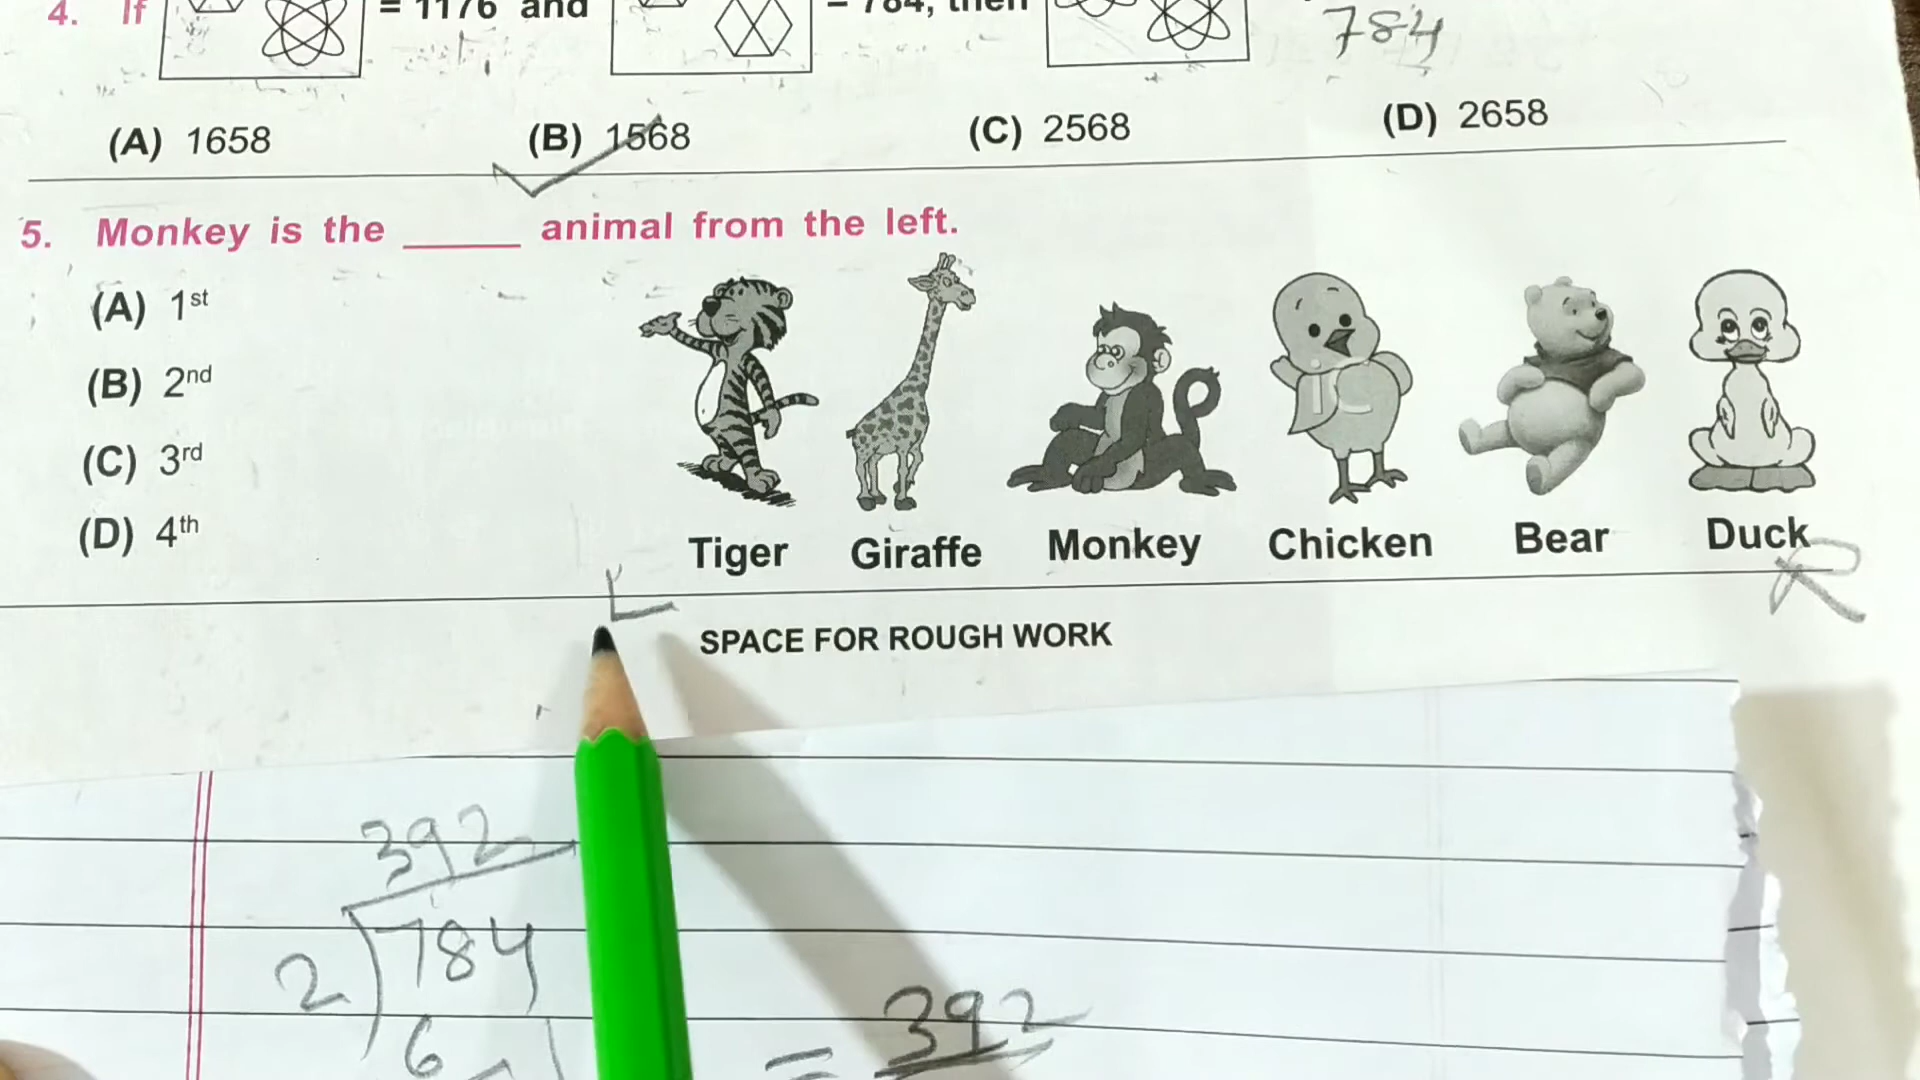 4. If = 1176 and = 784, then
784
(A) 1658 (B) 1568 (C) 2568 (D) 2658
5. Monkey is the _____ animal from the left.
(A) 1st
(B) 2nd
(C) 3rd
(D) 4th
IC
Tiger Giraffe Monkey Chicken Bear Duck
L R
SPACE FOR ROUGH WORK
392
2 784
6
= 392